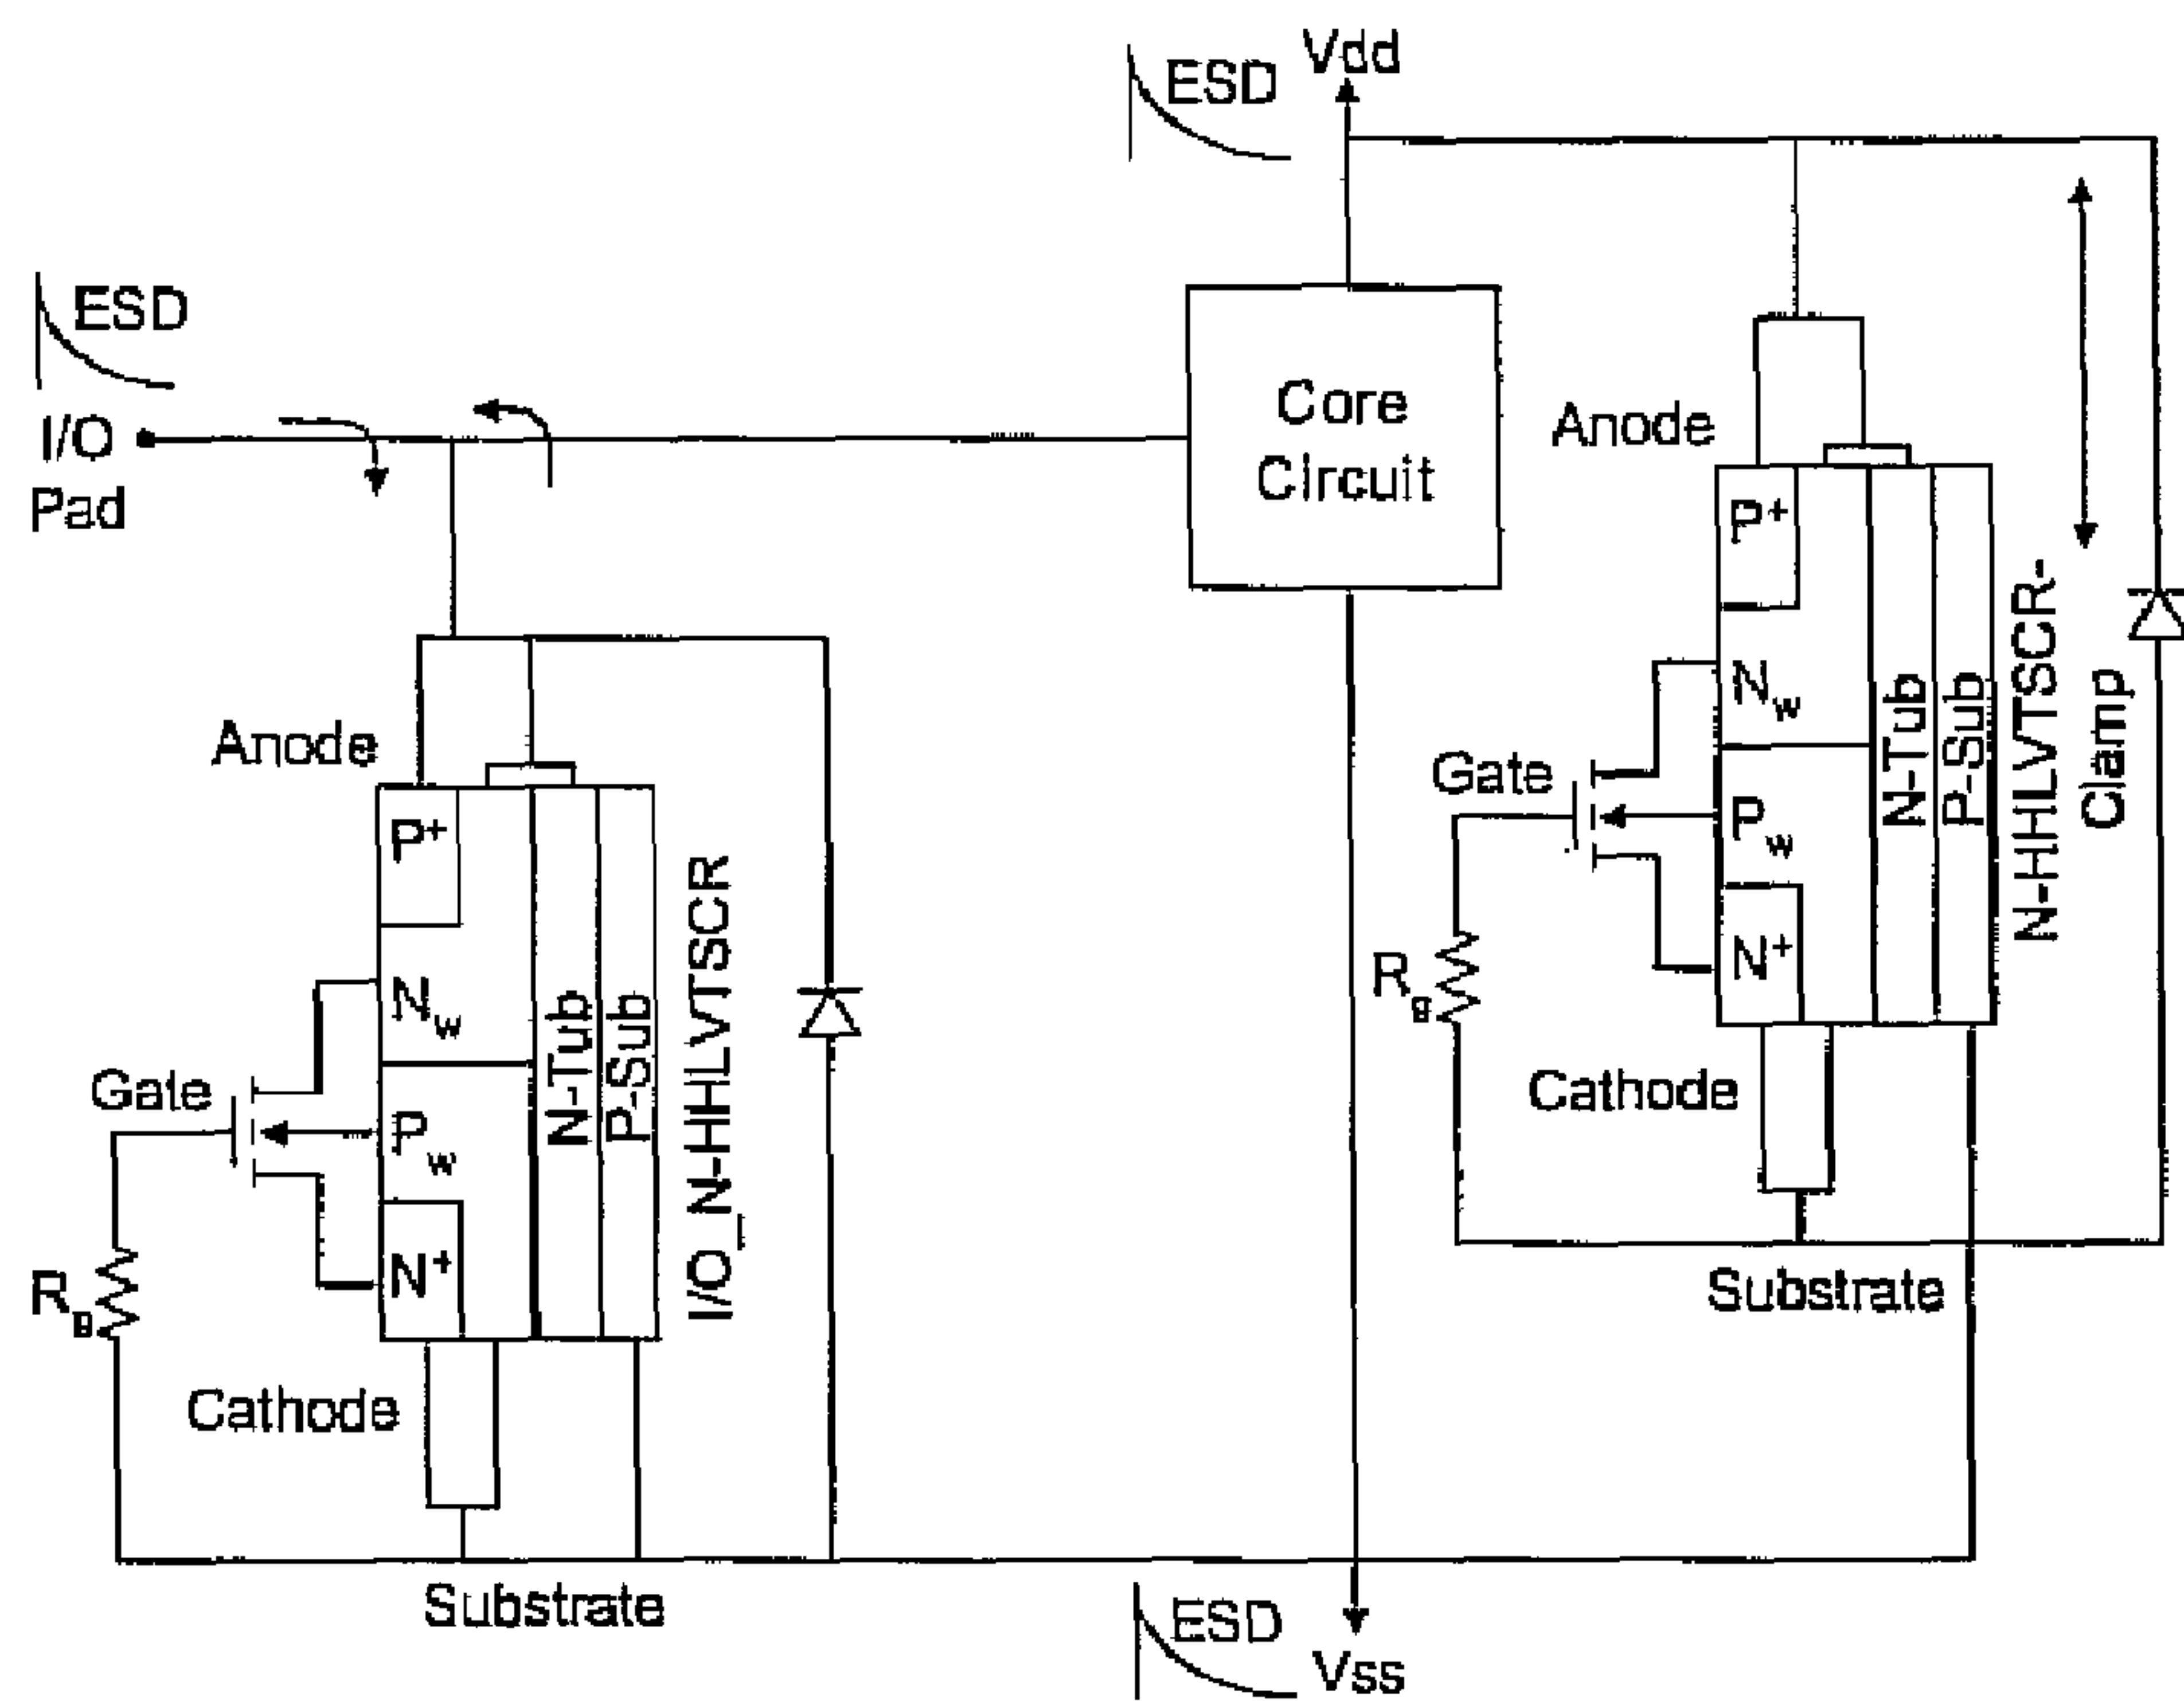 ESD
Vdd
ESD
I/O
Pad
Core
Circuit
Anode
P+
Nw
Pw
N+
N-Tub
P-Sub
N-HHLVTSCR-
Clamp
Gate
Rg
Cathode
Substrate
Anode
P+
Nw
Pw
N+
N-Tub
P-Sub
I/O_N-HHLVTSCR
Gate
Rg
Cathode
Substrate
ESD
Vss